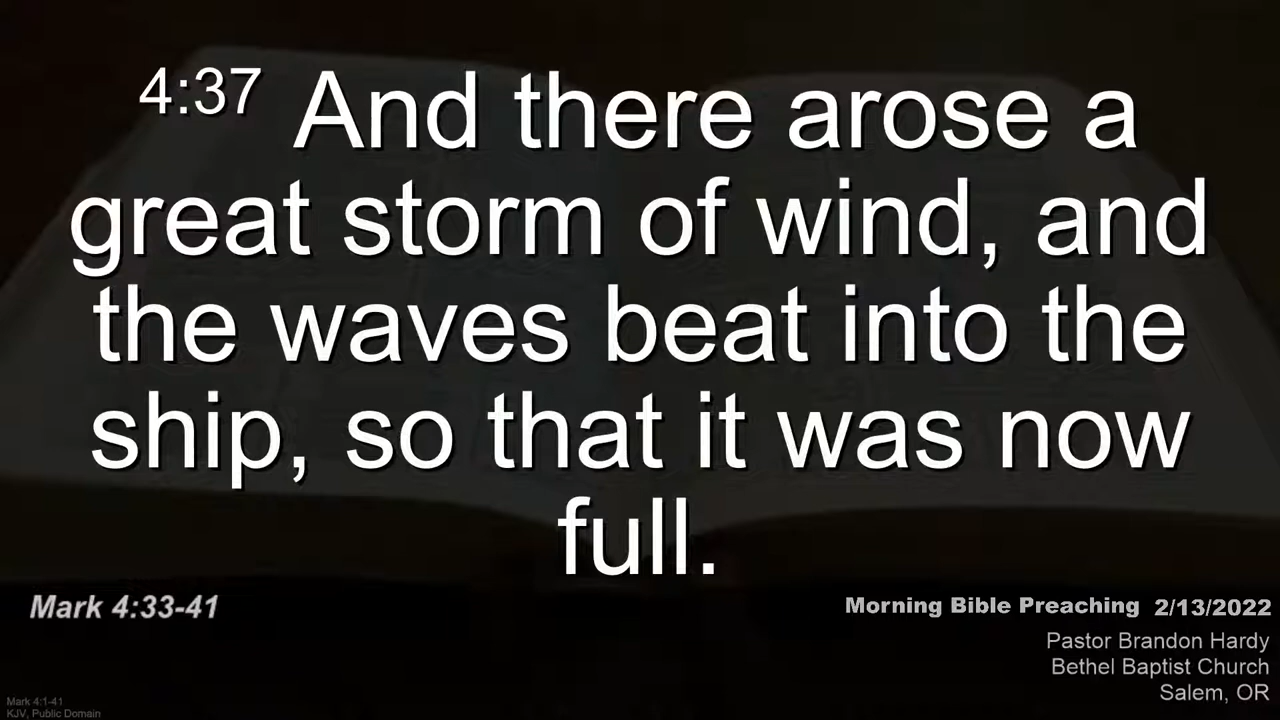 4:37 And there arose a
great storm of wind, and
the waves beat into the
ship, so that it was now
full.
Mark 4:33-41
Morning Bible Preaching 2/13/2022
Pastor Brandon Hardy
Bethel Baptist Church
Salem, OR
Mark 4:1-41
KJV, Public Domain